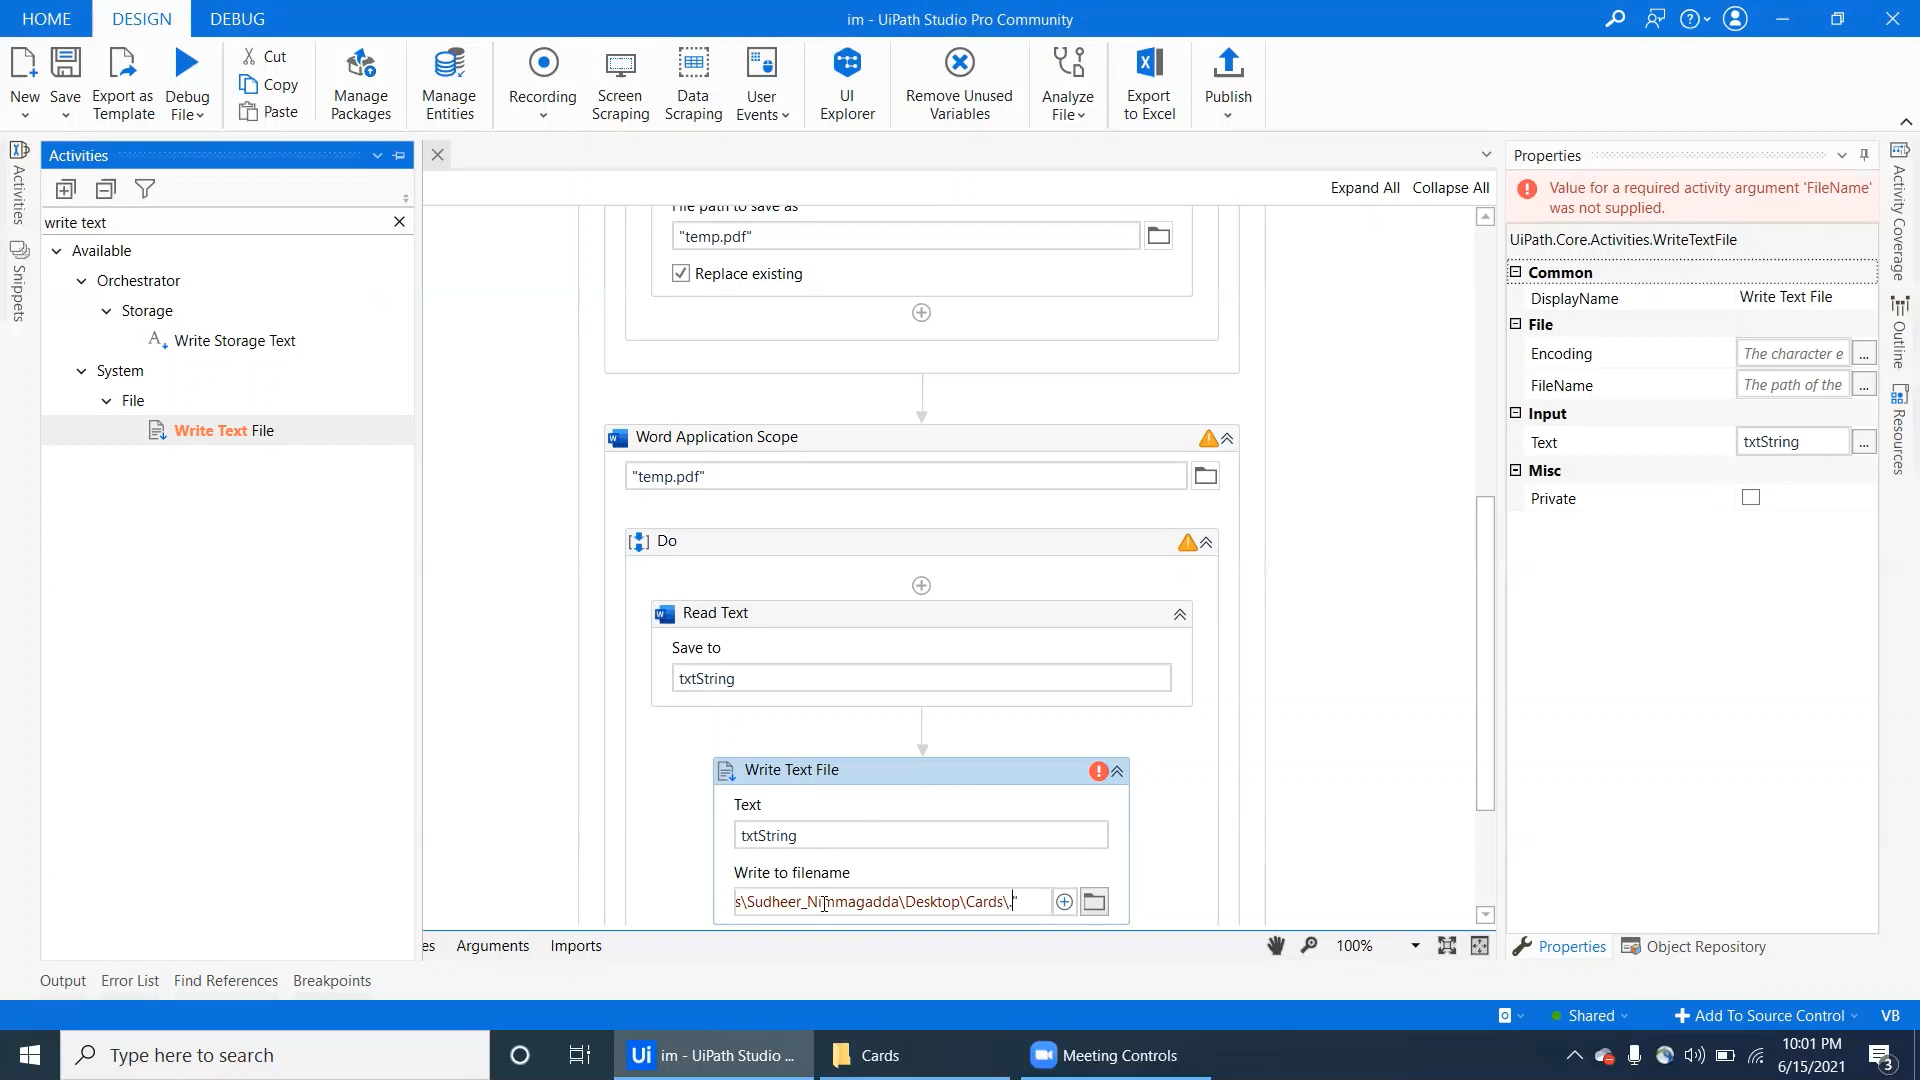 HOME DESIGN DEBUG
im - UiPath Studio Pro Community
New
Save
Export as Template
Debug File
Cut
Copy
Paste
Manage Packages
Manage Entities
Recording
Screen Scraping
Data Scraping
User Events
UI Explorer
Remove Unused Variables
Analyze File
Export to Excel
Publish
Activities
Snippets
Activities
write text
Available
Orchestrator
Storage
Write Storage Text
System
File
Write Text File
Expand All Collapse All
File path to save as
"temp.pdf"
Replace existing
Word Application Scope
"temp.pdf"
Do
Read Text
Save to
txtString
Write Text File
Text
txtString
Write to filename
s\Sudheer_Nimmagadda\Desktop\Cards\."
Arguments Imports
100%
Properties
Value for a required activity argument 'FileName'
was not supplied.
UiPath.Core.Activities.WriteTextFile
Common
DisplayName Write Text File
File
Encoding The character e ...
FileName The path of the ...
Input
Text txtString ...
Misc
Private
Properties Object Repository
Activity Coverage
Outline
Resources
Output Error List Find References Breakpoints
Shared
Add To Source Control
VB
Type here to search
Ui im - UiPath Studio ...
Cards
Meeting Controls
10:01 PM
6/15/2021
3